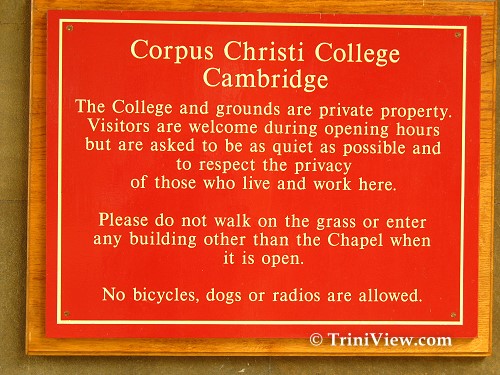 Corpus Christi College
Cambridge
The College and grounds are private property.
Visitors are welcome during opening hours
but are asked to be as quiet as possible and
to respect the privacy
of those who live and work here.
Please do not walk on the grass or enter
any building other than the Chapel when
it is open.
No bicycles, dogs or radios are allowed.
© TriniView.com